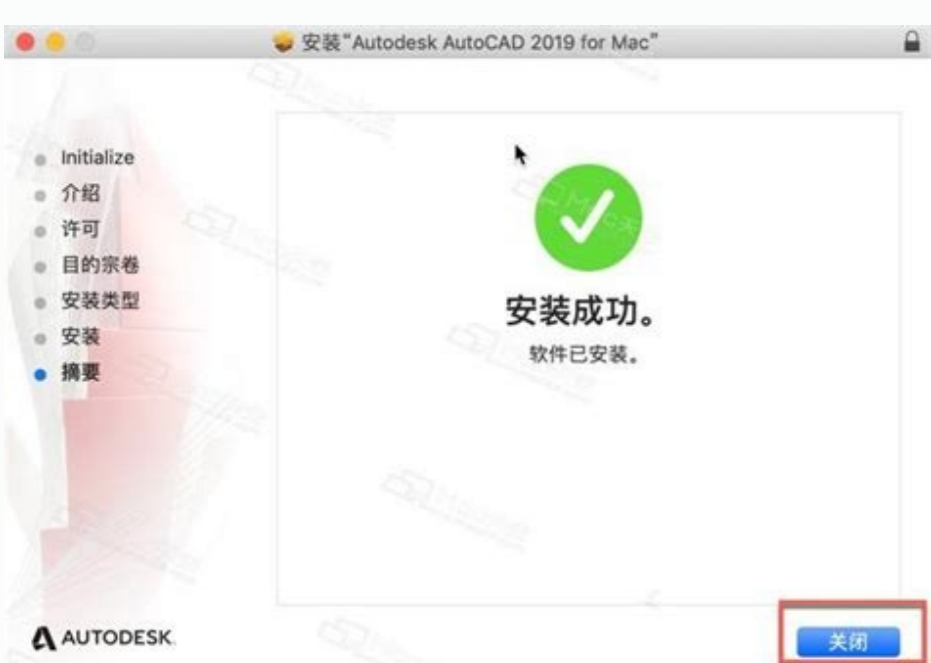 安装"Autodesk AutoCAD 2019 for Mac"
Initialize
介绍
许可
目的宗卷
安装类型
安装
摘要
安装成功。
软件已安装。
AUTODESK.
关闭